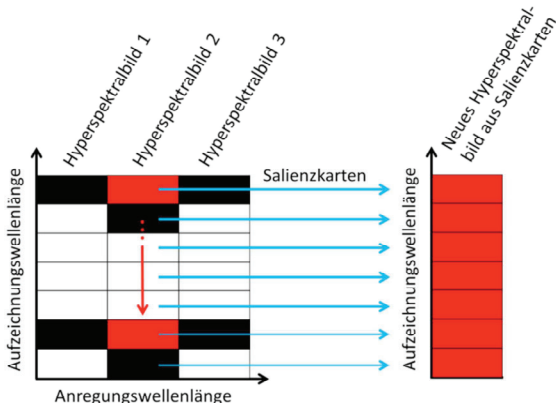 Hyperspektralbild 1
Hyperspektralbild 2
Hyperspektralbild 3
Neues Hyperspektral-
bild aus Salienzkarten
Salienzkarten
Aufzeichnungswellenlänge
Aufzeichnungswellenlänge
Anregungswellenlänge